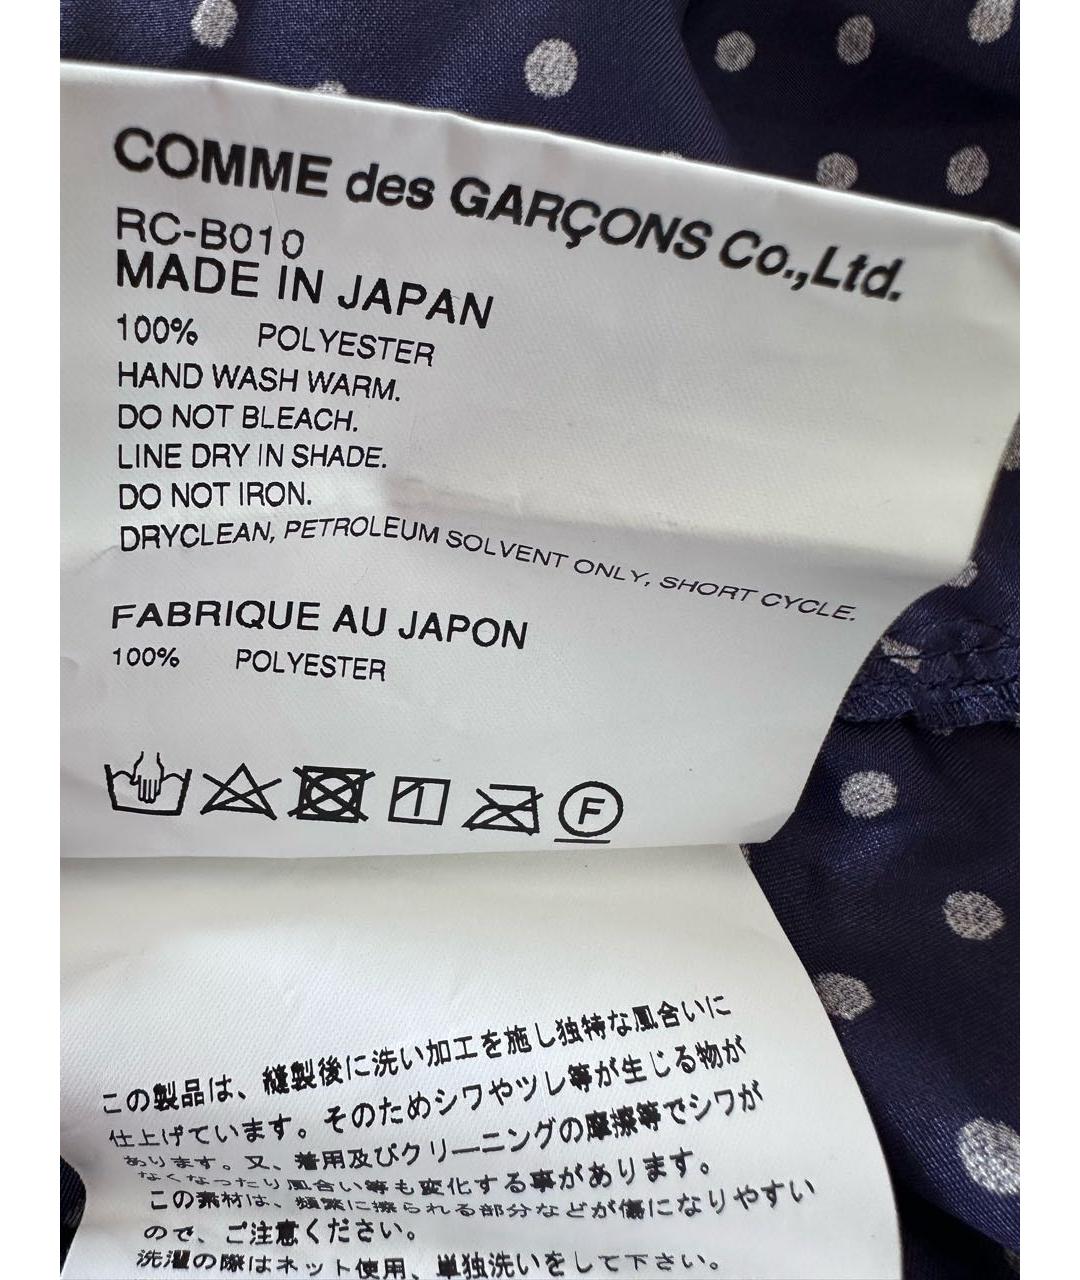 COMME des GARÇONS Co.,Ltd.
RC-B010
MADE IN JAPAN
100% POLYESTER
HAND WASH WARM.
DO NOT BLEACH.
LINE DRY IN SHADE.
DO NOT IRON.
DRYCLEAN, PETROLEUM SOLVENT ONLY, SHORT CYCLE.
FABRIQUE AU JAPON
100% POLYESTER
1 F
この製品は、縫製後に洗い加工を施し独特な風合いに
仕上げています。そのためシワやツレ等が生じる物が
あります。又、着用及びクリーニングの摩擦等でシワが
なくなったり風合い等も変化する事があります。
この素材は、頻繁に擦られる部分などが傷になりやすい
ので、ご注意ください。
洗濯の際はネット使用、単独洗いをして下さい。